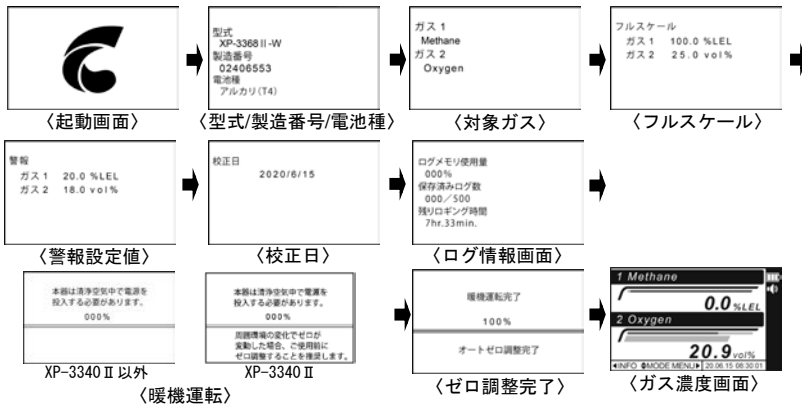 型式
XP-3368Ⅱ-W
製造番号
02406553
電池種
アルカリ(T4)
ガス 1
Methane
ガス 2
Oxygen
フルスケール
ガス 1 100.0 %LEL
ガス 2 25.0 vol%
〈起動画面〉
〈型式/製造番号/電池種〉
〈対象ガス〉
〈フルスケール〉
警報
ガス 1 20.0 %LEL
ガス 2 18.0 vol%
校正日
2020/6/15
ログメモリ使用量
000%
保存済みログ数
000/500
残りロギング時間
7hr.33min.
〈警報設定値〉
〈校正日〉
〈ログ情報画面〉
本器は清浄空気中で電源を
投入する必要があります。
000%
XP-3340Ⅱ以外
本器は清浄空気中で電源を
投入する必要があります。
000%
周囲環境の変化でゼロが
変動した場合、ご使用前に
ゼロ調整することを推奨します。
XP-3340Ⅱ
〈暖機運転〉
暖機運転完了
100%
オートゼロ調整完了
〈ゼロ調整完了〉
1 Methane
0.0 %LEL
2 Oxygen
20.9 vol%
◀INFO ◆MODE MENU▶ 20.06.15 08:30:01
〈ガス濃度画面〉